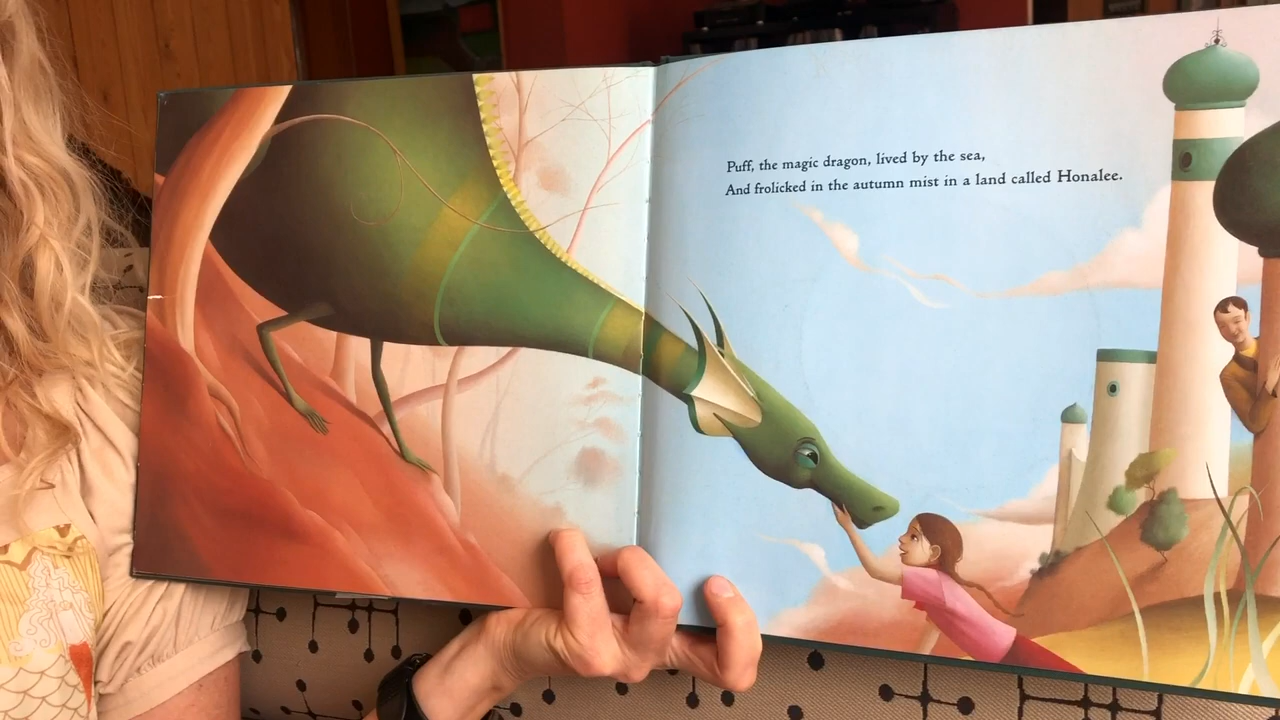 Puff, the magic dragon, lived by the sea,
And frolicked in the autumn mist in a land called Honalee.